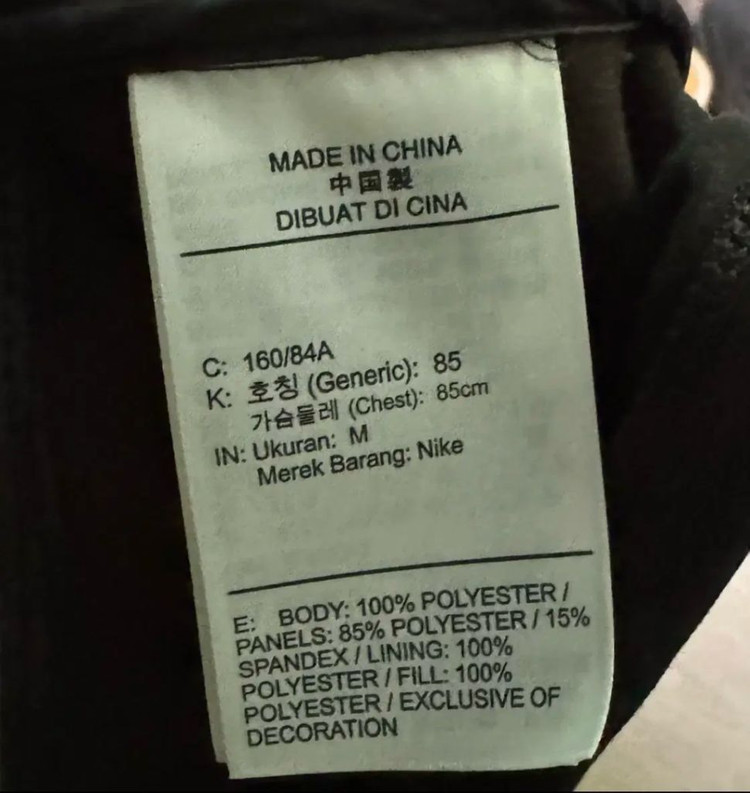 MADE IN CHINA
中国製
DIBUAT DI CINA
C: 160/84A
K: 호칭 (Generic): 85
가슴둘레 (Chest): 85cm
IN: Ukuran: M
Merek Barang: Nike
E: BODY: 100% POLYESTER /
PANELS: 85% POLYESTER / 15%
SPANDEX / LINING: 100%
POLYESTER / FILL: 100%
POLYESTER / EXCLUSIVE OF
DECORATION